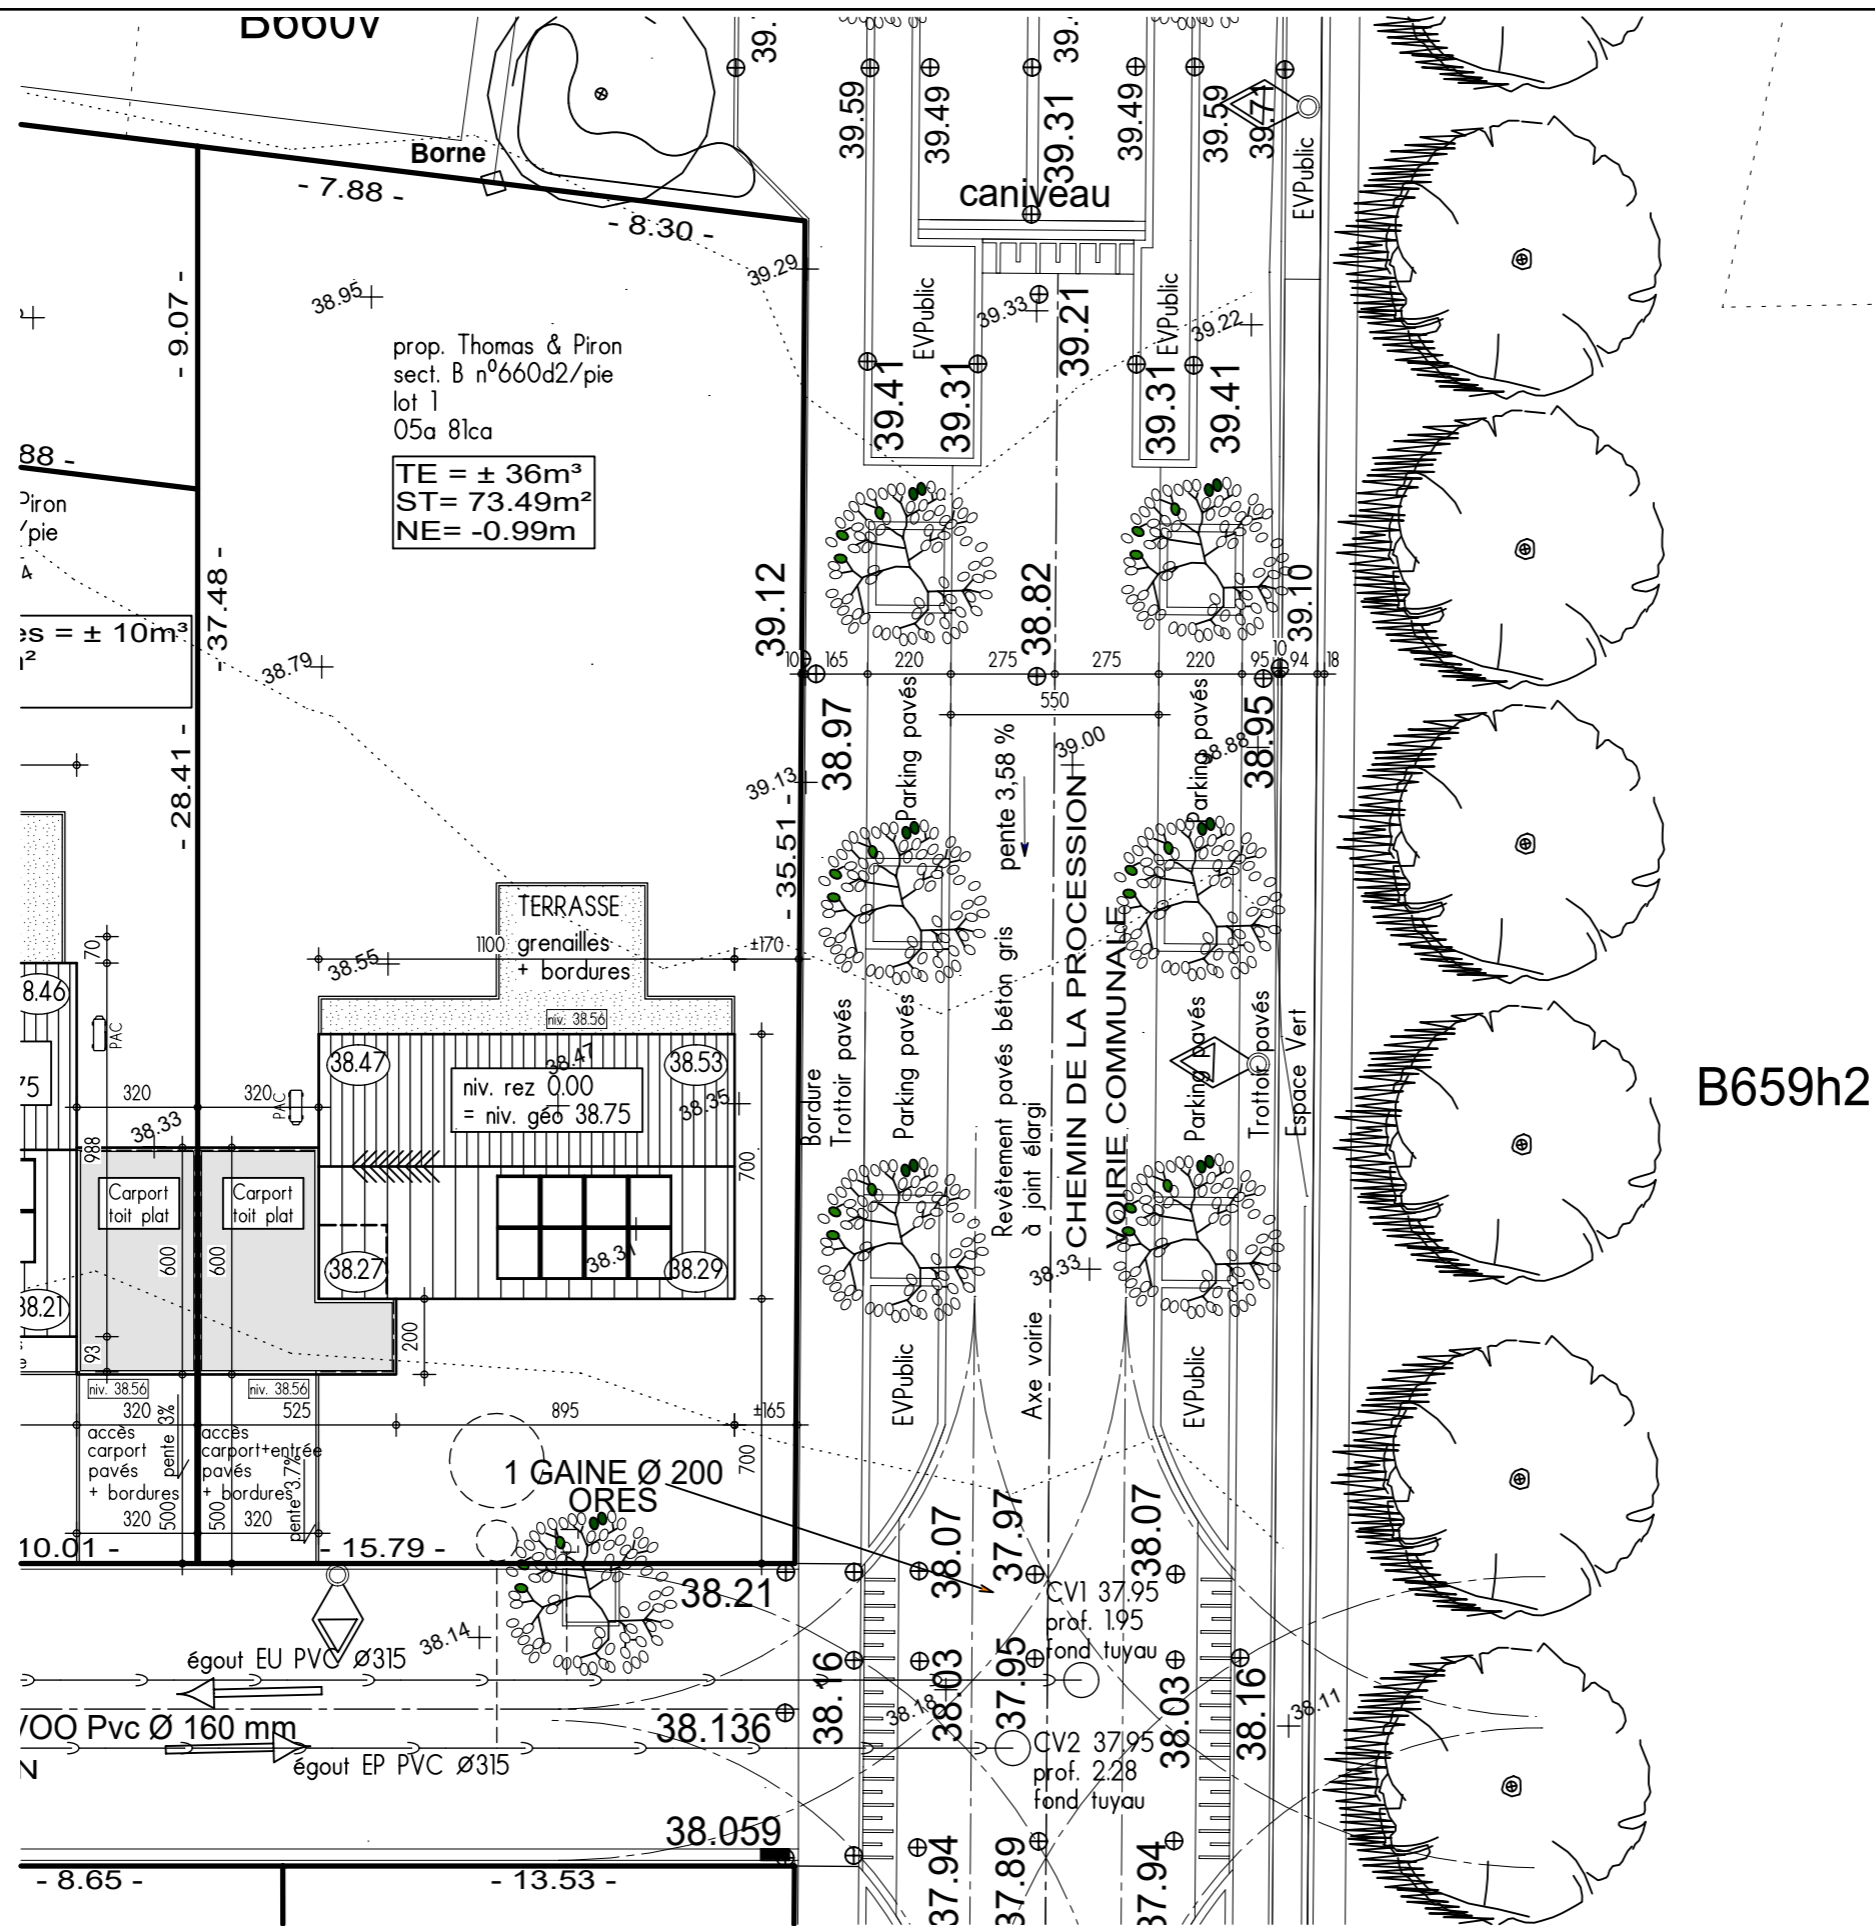 B660v
Borne
- 7.88 -
- 8.30 -
39.59
39.49
39.31
39.49
39.59
39.71
EVPublic
caniveau
- 9.07 -
38.95
39.29
EVPublic
39.33
39.21
EVPublic
39.22
prop. Thomas & Piron
sect. B n°660d2/pie
lot 1
05a 81ca
39.41
39.31
39.31
39.41
TE = ± 36m³
ST= 73.49m²
NE= -0.99m
88 -
Piron
/pie
4
- 37.48 -
es = ± 10m³
38.79
39.12
38.82
39.10
10
165
220
275
275
220
95
10
94
18
550
38.97
Parking pavés
pente 3,58 %
39.00
Parking pavés
38.88
38.95
- 28.41 -
39.13
- 35.51 -
TERRASSE
grenailles
+ bordures
1100
±170
38.55
70
niv. 38.56
8.46
PAC
38.47
38.47
38.53
niv. rez 0.00
= niv. géo 38.75
38.35
75
320
320
PAC
38.33
988
Bordure
Trottoir pavés
Parking pavés
Revêtement pavés béton gris
à joint élargi
CHEMIN DE LA PROCESSION
VOIRIE COMMUNALE
Parking pavés
Trottoir pavés
Espace Vert
B659h2
Carport
toit plat
Carport
toit plat
700
600
600
38.27
38.31
38.29
38.21
38.33
93
200
Axe voirie
EVPublic
EVPublic
niv. 38.56
niv. 38.56
320
525
895
±165
accès
carport
pavés
+ bordures
pente 3%
accès
carport+entrée
pavés
+ bordures
pente 3.7%
700
500
500
320
320
1 GAINE Ø 200
ORES
10.01 -
- 15.79 -
38.07
37.97
38.07
38.21
CV1 37.95
prof. 1.95
fond tuyau
38.14
égout EU PVC Ø315
38.16
38.18
38.03
37.95
38.03
38.16
38.11
VOO Pvc Ø 160 mm
38.136
CV2 37.95
prof. 2.28
fond tuyau
N
égout EP PVC Ø315
38.059
37.94
37.89
37.94
- 8.65 -
- 13.53 -